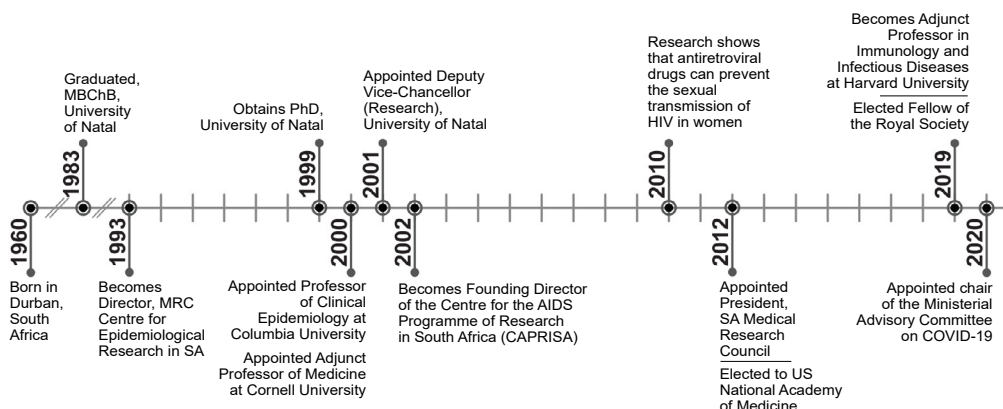 1960
Born in
Durban,
South
Africa
Graduated,
MBChB,
University
of Natal
1983
1993
Becomes
Director, MRC
Centre for
Epidemiological
Research in SA
Obtains PhD,
University of Natal
1999
2000
Appointed Professor
of Clinical
Epidemiology at
Columbia University
Appointed Adjunct
Professor of Medicine
at Cornell University
Appointed Deputy
Vice-Chancellor
(Research),
University of Natal
2001
2002
Becomes Founding Director
of the Centre for the AIDS
Programme of Research
in South Africa (CAPRISA)
Research shows
that antiretroviral
drugs can prevent
the sexual
transmission of
HIV in women
2010
2012
Appointed
President,
SA Medical
Research
Council
Elected to US
National Academy
of Medicine
Becomes Adjunct
Professor in
Immunology and
Infectious Diseases
at Harvard University
Elected Fellow of
the Royal Society
2019
2020
Appointed chair
of the Ministerial
Advisory Committee
on COVID-19